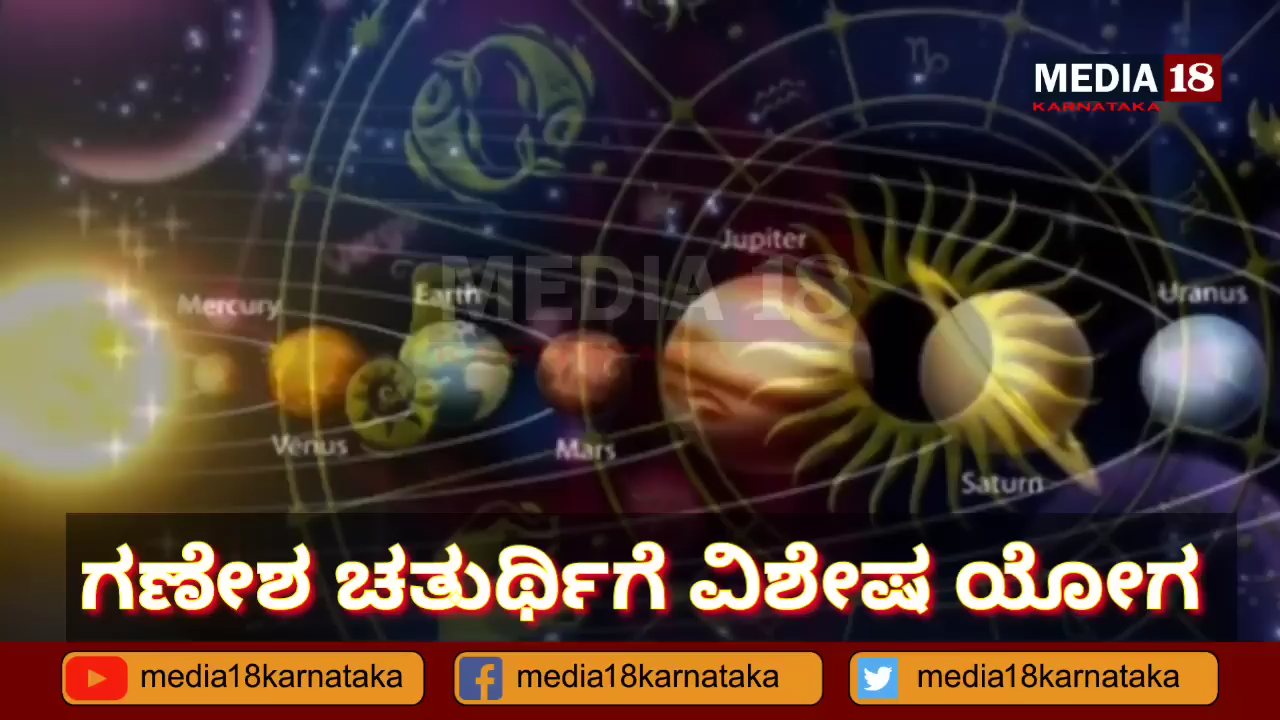 MEDIA 18
KARNATAKA
Jupiter
MEDIA 18
Uranus
Mercury
Earth
Venus
Mars
Saturn
ಗಣೇಶ ಚತುರ್ಥಿಗೆ ವಿಶೇಷ ಯೋಗ
media18karnataka
media18karnataka
media18karnataka